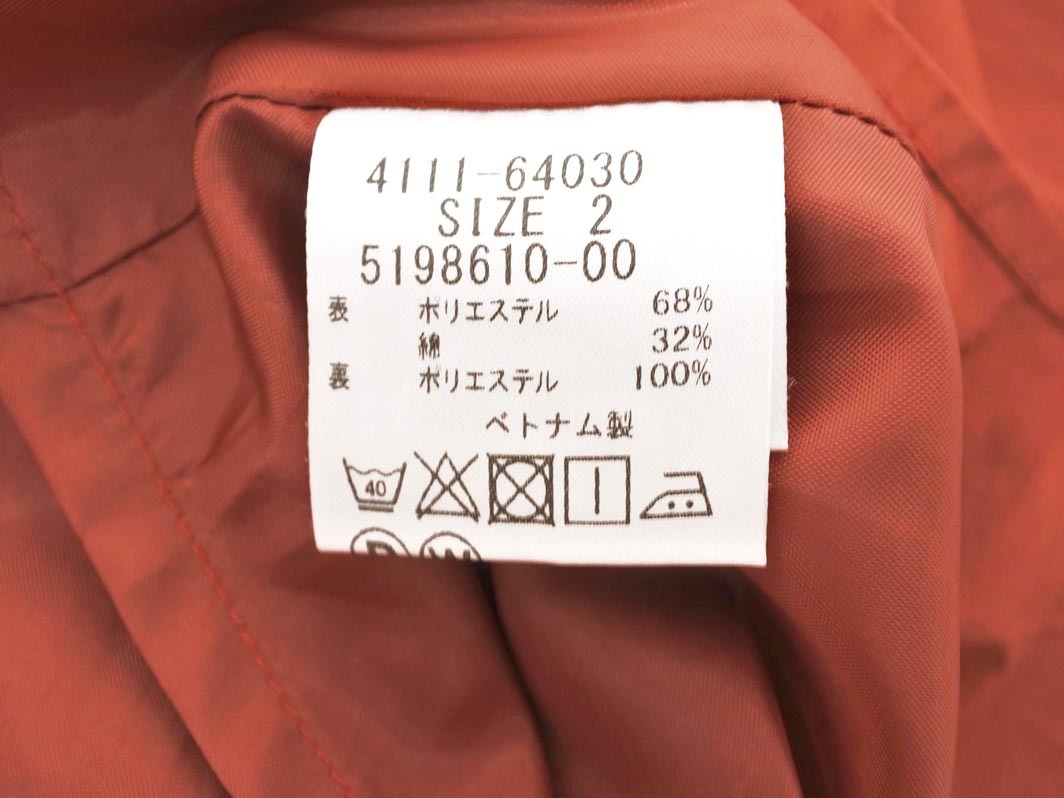 4111-64030
SIZE 2
5198610-00
表 ポリエステル 68%
綿 32%
裏 ポリエステル 100%
ベトナム製
40
P W